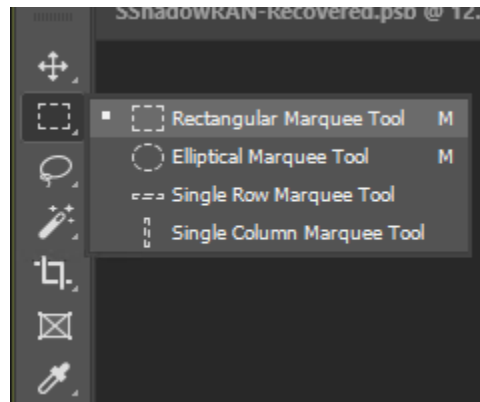 SShadowRAN-Recovered.psb @ 12.
Rectangular Marquee Tool M
Elliptical Marquee Tool M
Single Row Marquee Tool
Single Column Marquee Tool